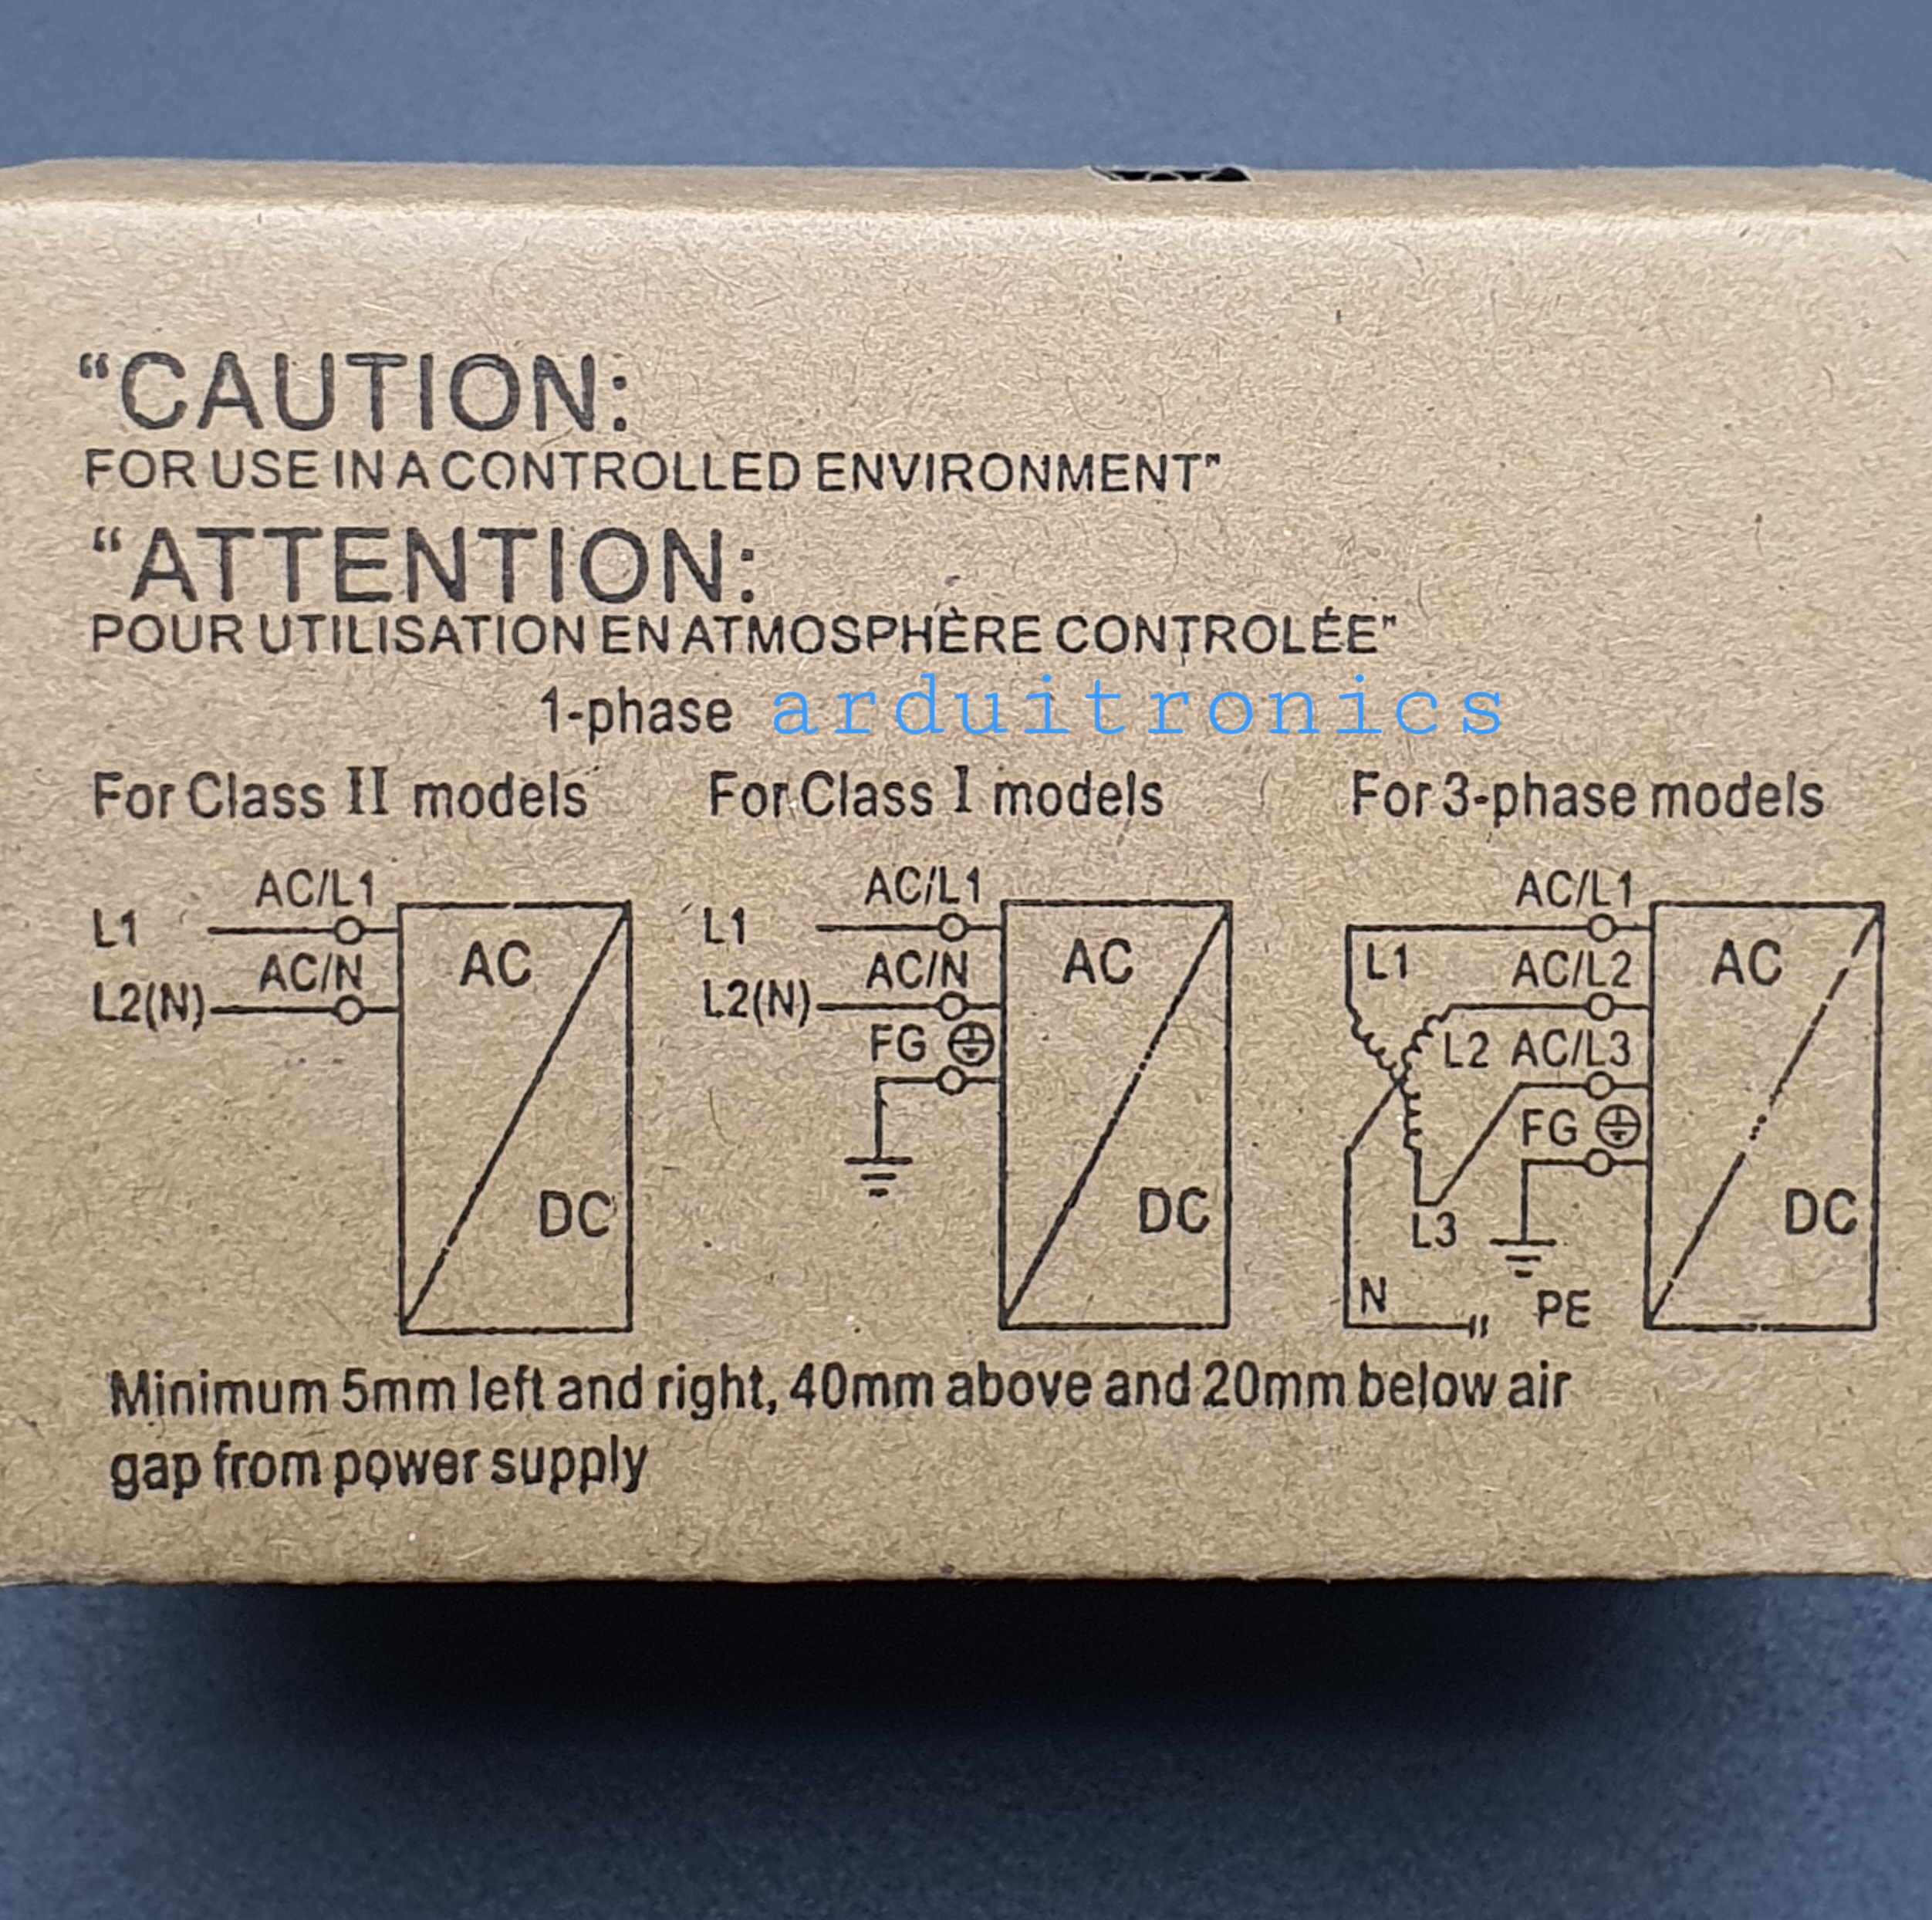 “CAUTION:
FOR USE IN A CONTROLLED ENVIRONMENT”
“ATTENTION:
POUR UTILISATION EN ATMOSPHÈRE CONTROLÉE”
1-phase arduitronics
For Class II models
For Class I models
For 3-phase models
AC/L1
L1
AC/N
L2(N)
AC
DC
AC/L1
L1
AC/N
L2(N)
FG
AC
DC
AC/L1
L1
AC/L2
L2 AC/L3
FG
L3
N
PE
AC
DC
Minimum 5mm left and right, 40mm above and 20mm below air
gap from power supply